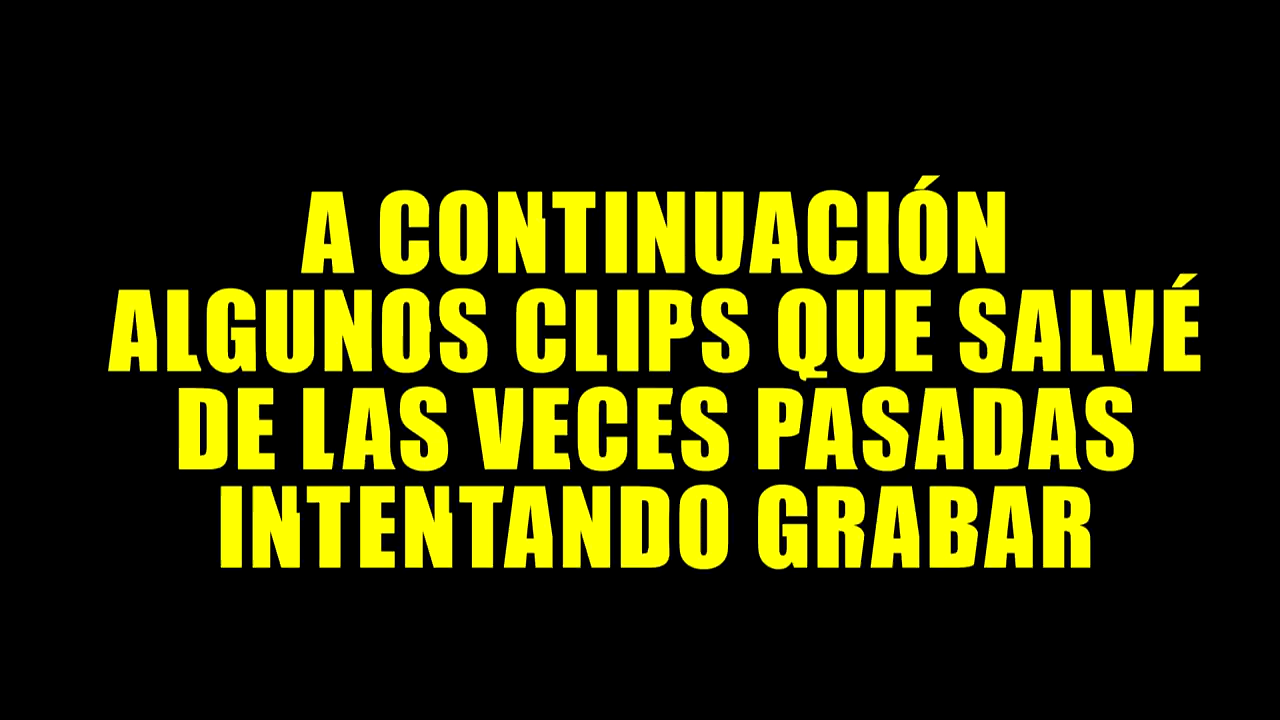 A CONTINUACIÓN
ALGUNOS CLIPS QUE SALVÉ
DE LAS VECES PASADAS
INTENTANDO GRABAR